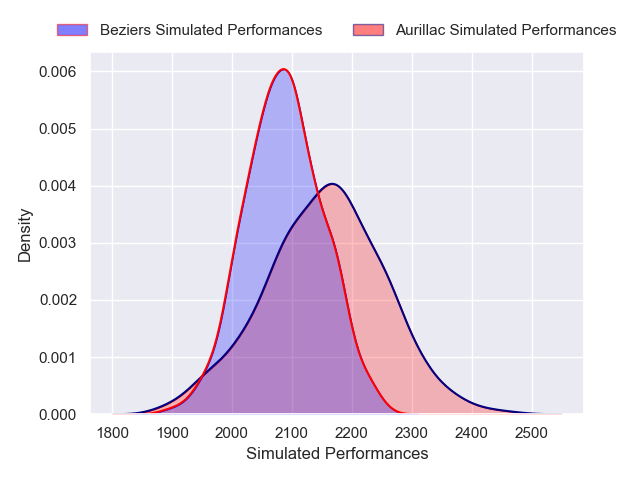 Beziers Simulated Performances
Aurillac Simulated Performances
0.006
0.005
0.004
0.003
0.002
0.001
0.000
Density
1800 1900 2000 2100 2200 2300 2400 2500
Simulated Performances